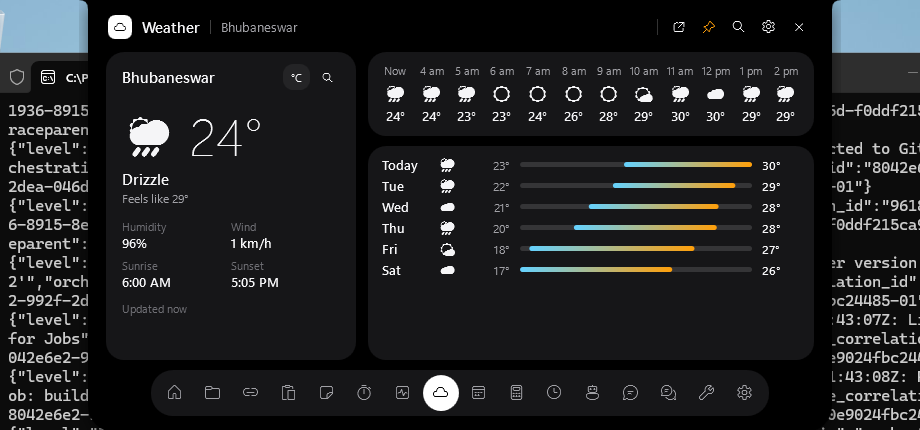 Weather
Bhubaneswar
C:\P
Bhubaneswar
°C
24°
Drizzle
Feels like 29°
Humidity
Wind
96%
1 km/h
Sunrise
Sunset
6:00 AM
5:05 PM
Updated now
Now 4 am 5 am 6 am 7 am 8 am 9 am 10 am 11 am 12 pm 1 pm 2 pm
24° 24° 23° 23° 24° 26° 28° 29° 30° 30° 29° 29°
Today 23° 30°
Tue 22° 29°
Wed 21° 28°
Thu 20° 28°
Fri 18° 27°
Sat 17° 26°
1936-8915
raceparen
{"level":
chestrati
2dea-046d
{"level":
6-8915-8e
eparent":
{"level":
2'","orch
2-992f-2d
{"level":
for Jobs"
042e6e2-9
{"level":
ob: build
8042e6e2-
6d-f0ddf215
cted to Git
id":"8042e6
-01"}
n_id":"9618
f0ddf215ca9
er version
lation_id"
bc24485-01"
:43:07Z: Li
_correlatio
e9024fbc244
1:43:08Z: R
e_correlati
0e9024fbc24